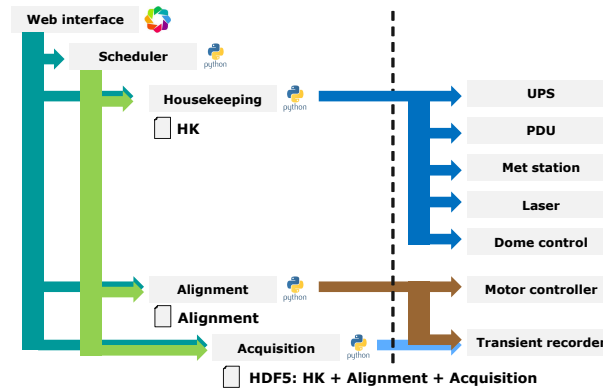 Web interface
Scheduler
python
Housekeeping
python
HK
UPS
PDU
Met station
Laser
Dome control
Alignment
python
Alignment
Motor controller
Acquisition
python
Transient recorder
HDF5: HK + Alignment + Acquisition